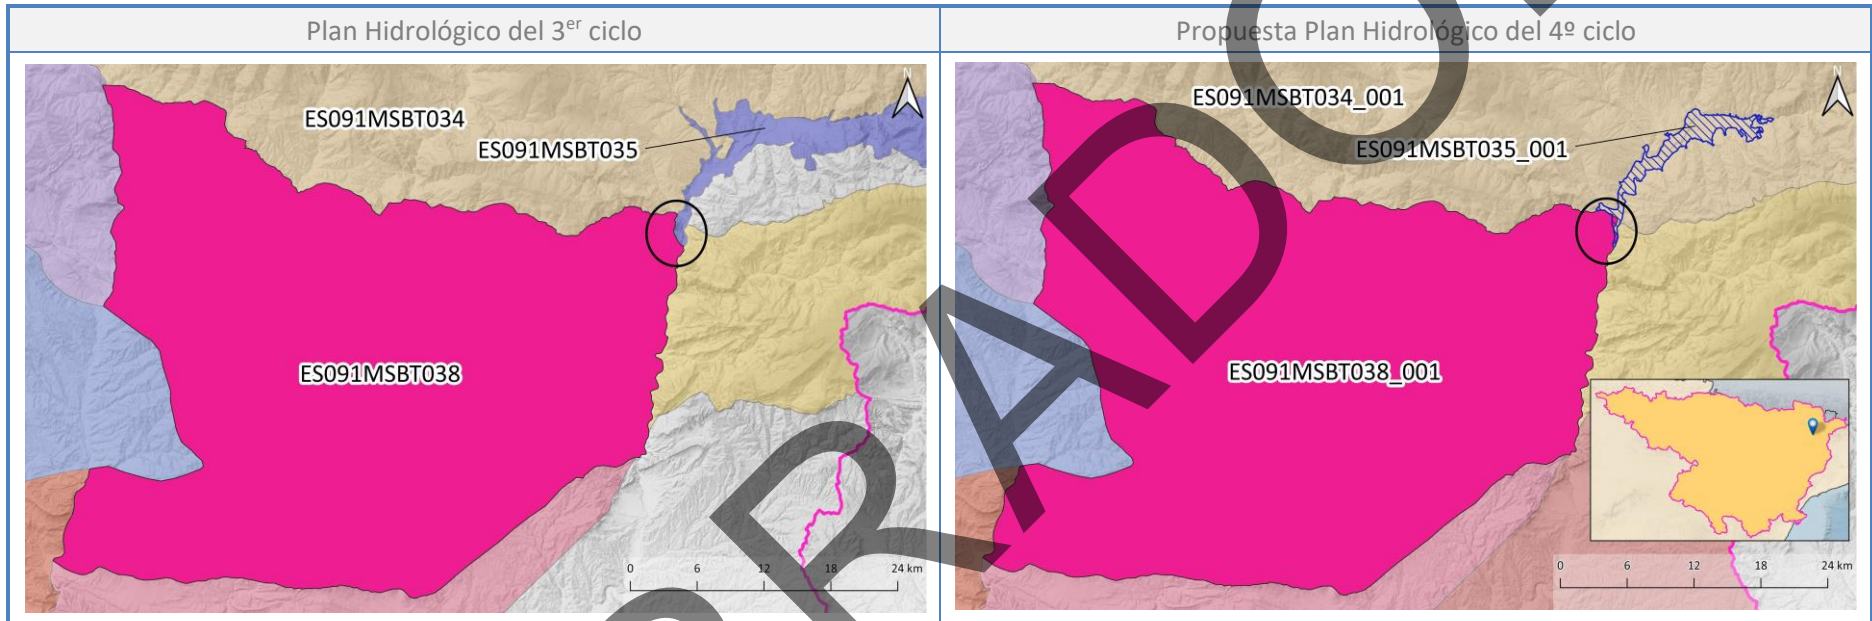 Plan Hidrológico del 3er ciclo
Propuesta Plan Hidrológico del 4º ciclo
N
ES091MSBT034
ES091MSBT035
ES091MSBT038
0 6 12 18 24 km
N
ES091MSBT034_001
ES091MSBT035_001
ES091MSBT038_001
0 6 12 18 24 km